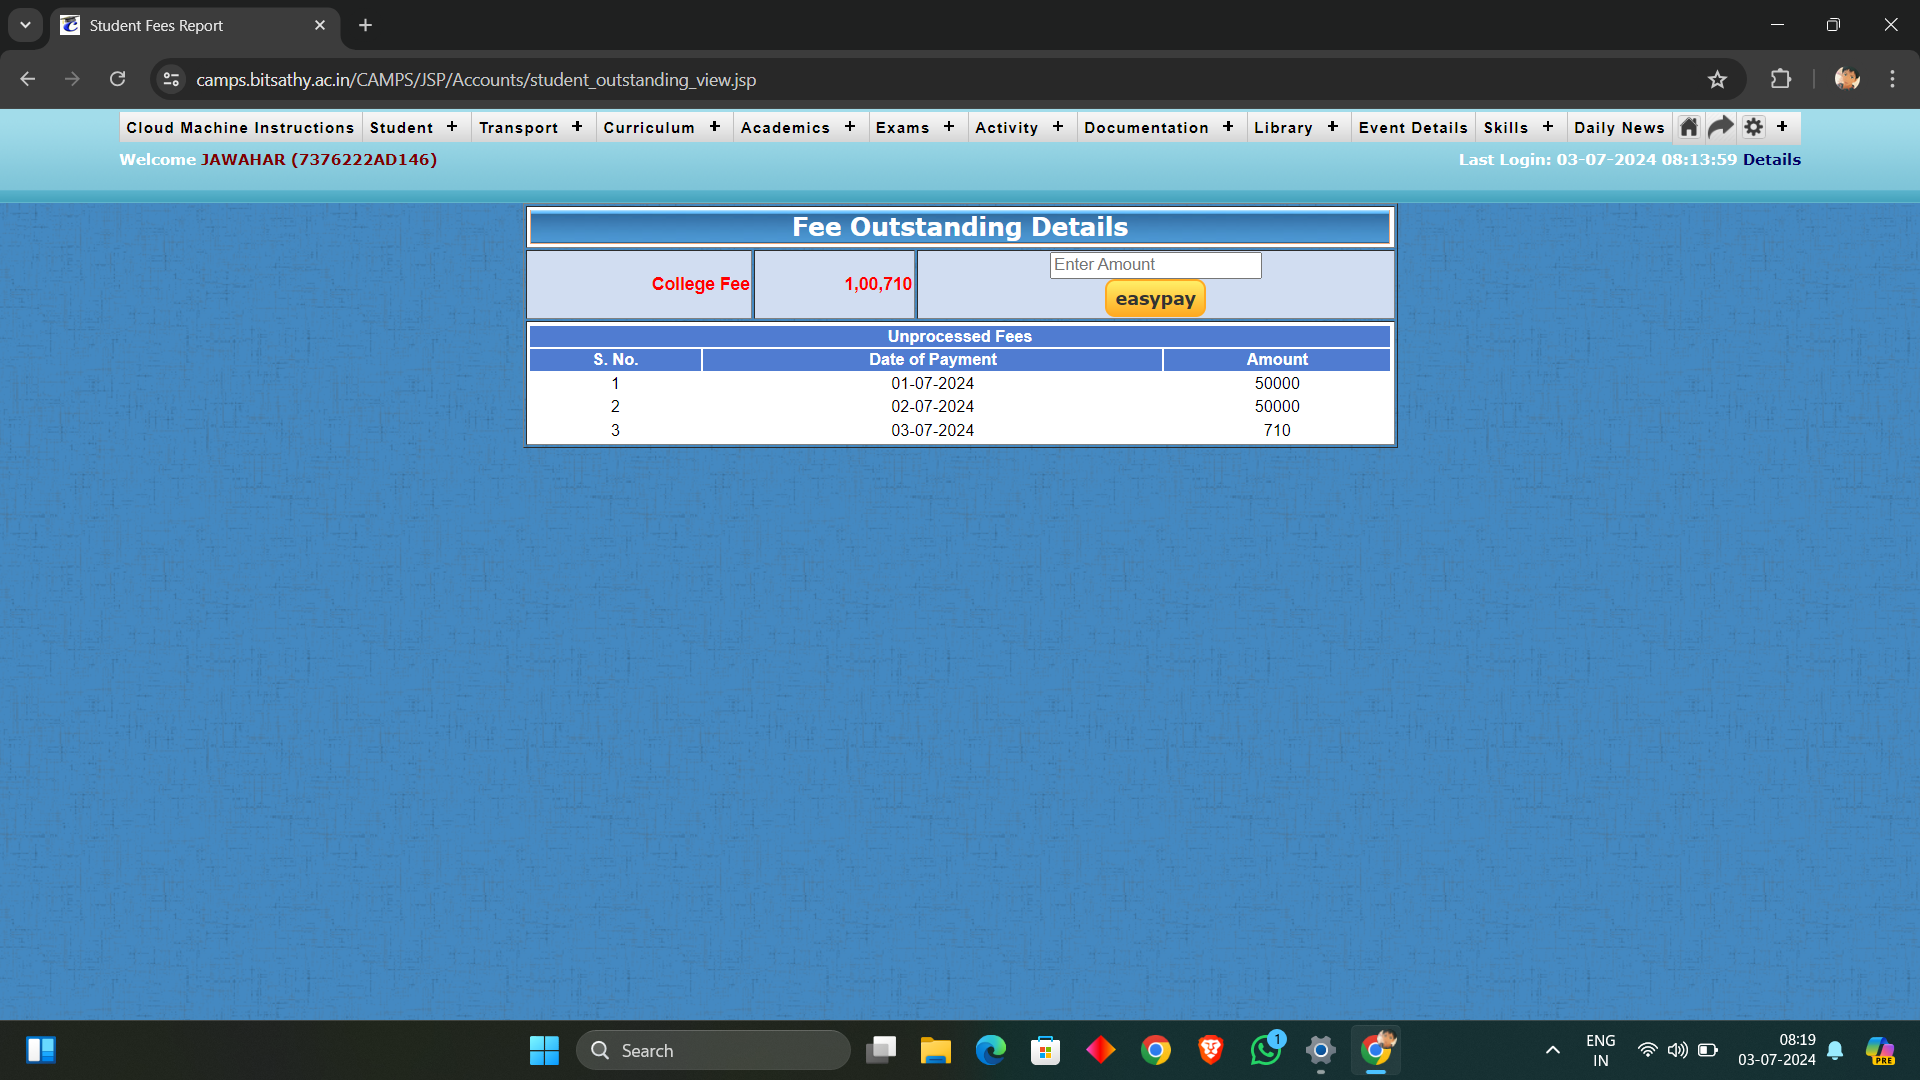 Student Fees Report
camps.bitsathy.ac.in/CAMPS/JSP/Accounts/student_outstanding_view.jsp
Cloud Machine Instructions Student + Transport + Curriculum + Academics + Exams + Activity + Documentation + Library + Event Details Skills + Daily News +
Welcome JAWAHAR (7376222AD146) Last Login: 03-07-2024 08:13:59 Details
Fee Outstanding Details
College Fee 1,00,710 Enter Amount
easypay
Unprocessed Fees
S. No. Date of Payment Amount
1 01-07-2024 50000
2 02-07-2024 50000
3 03-07-2024 710
Search 1 ENG IN 08:19 03-07-2024 PRE